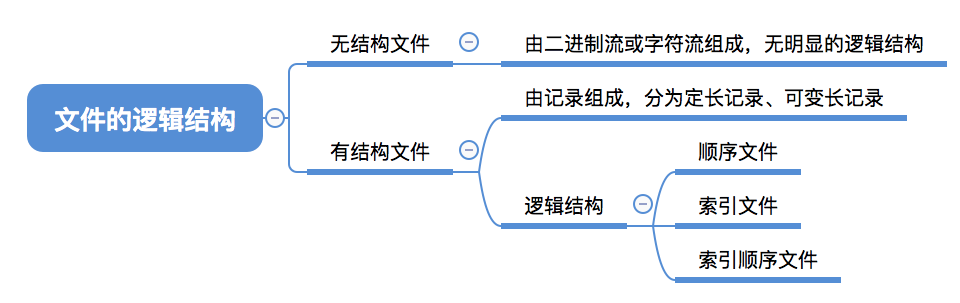 文件的逻辑结构
无结构文件
由二进制流或字符流组成，无明显的逻辑结构
有结构文件
由记录组成，分为定长记录、可变长记录
逻辑结构
顺序文件
索引文件
索引顺序文件